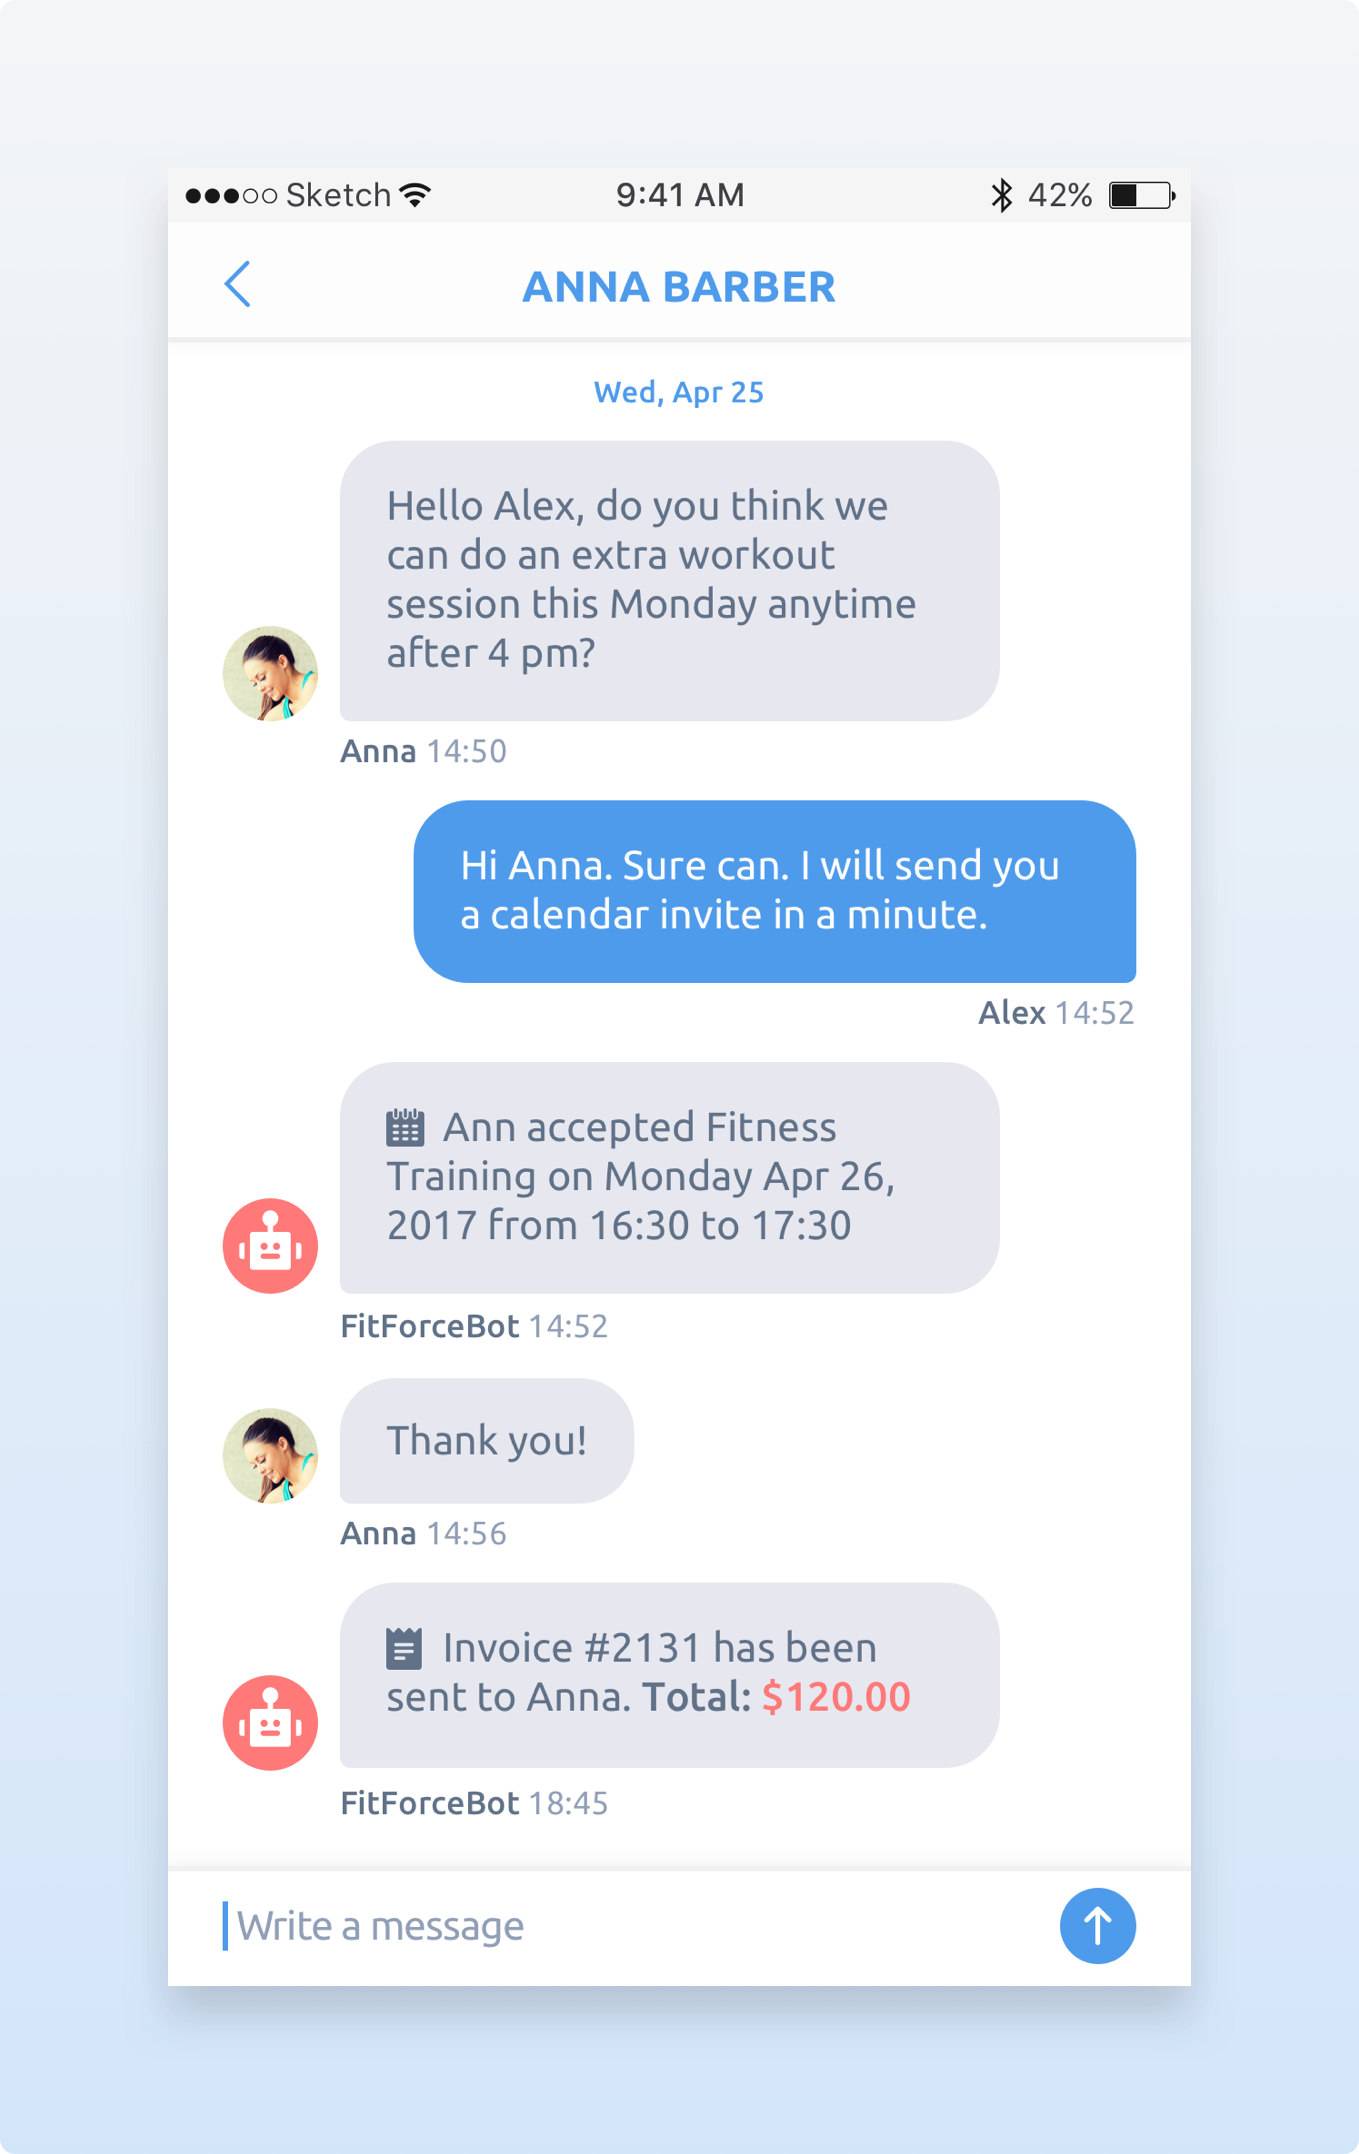 Sketch 9:41 AM 42%
ANNA BARBER
Wed, Apr 25
Hello Alex, do you think we
can do an extra workout
session this Monday anytime
after 4 pm?
Anna 14:50
Hi Anna. Sure can. I will send you
a calendar invite in a minute.
Alex 14:52
Ann accepted Fitness
Training on Monday Apr 26,
2017 from 16:30 to 17:30
FitForceBot 14:52
Thank you!
Anna 14:56
Invoice #2131 has been
sent to Anna. Total: $120.00
FitForceBot 18:45
Write a message